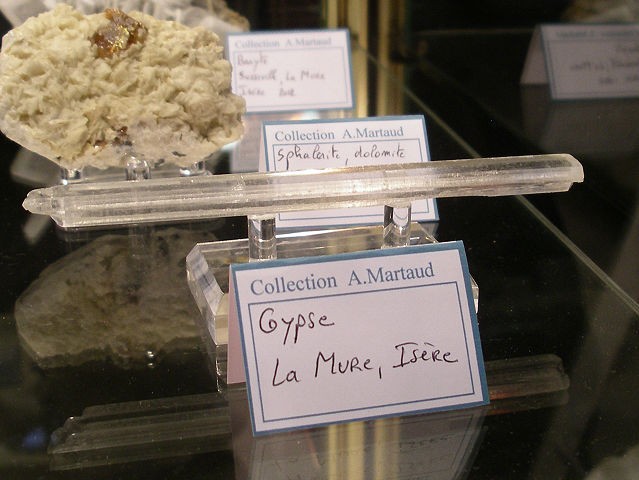 Collection A.Martaud
Baryte
La Mure
Isère
Collection A.Martaud
Sphalerite, dolomite
Collection A.Martaud
Gypse
La Mure, Isère